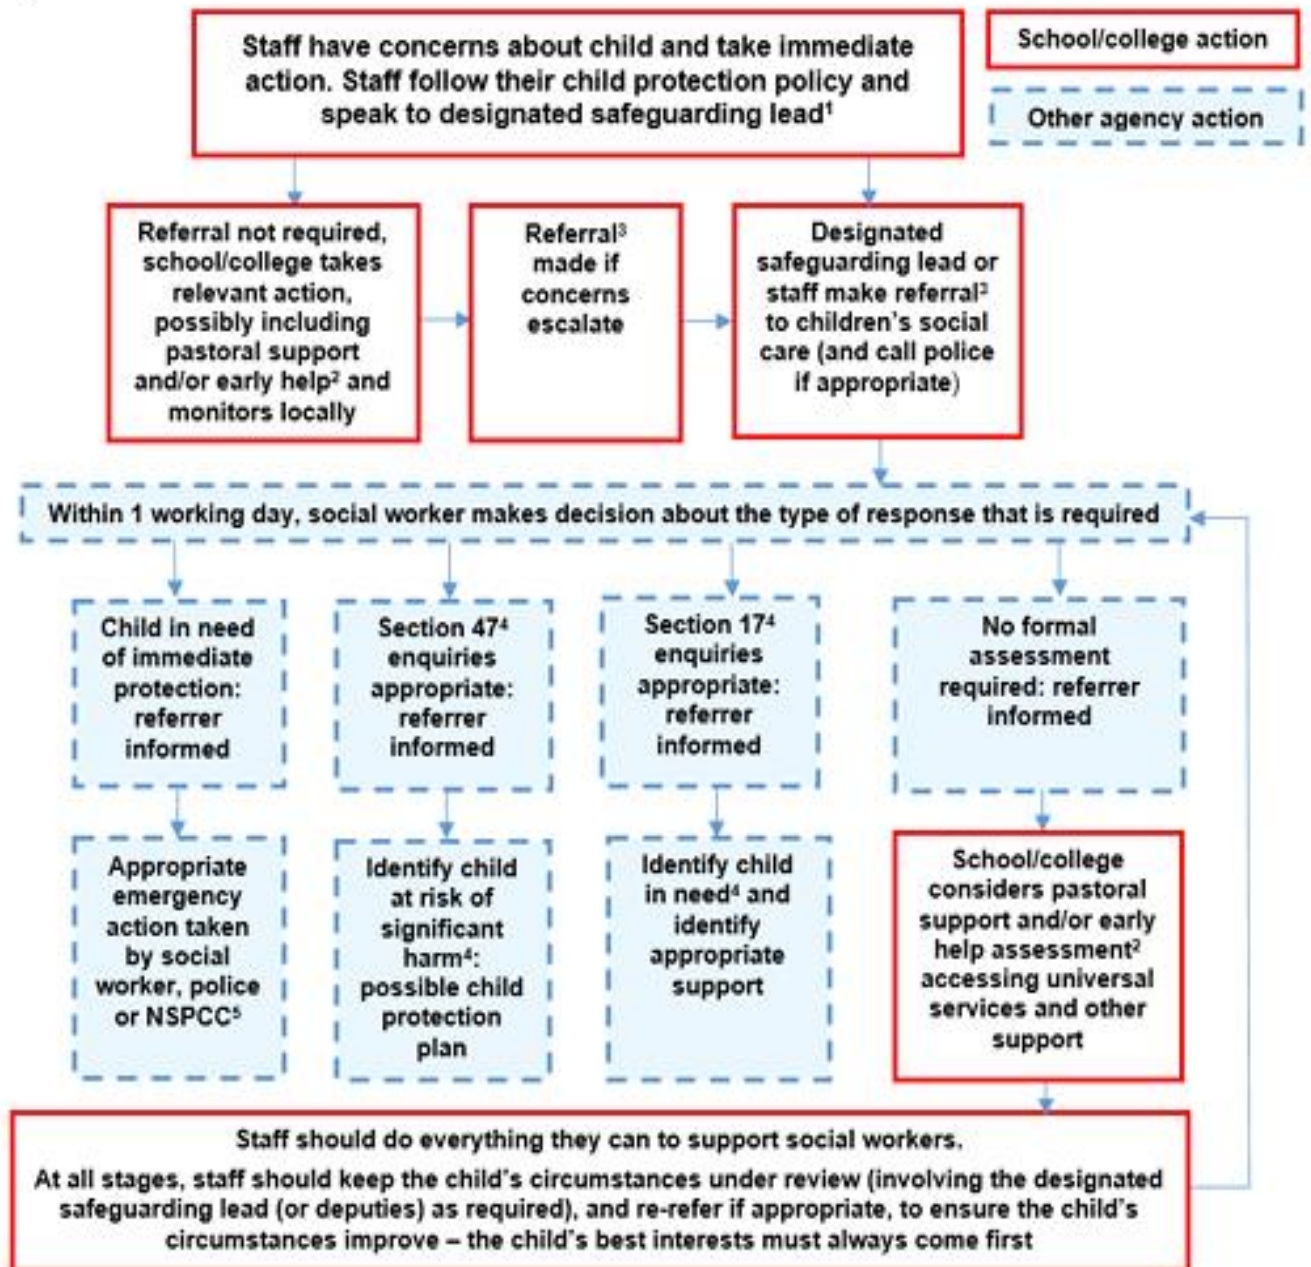 Staff have concerns about child and take immediate
action. Staff follow their child protection policy and
speak to designated safeguarding lead¹
School/college action
Other agency action
Referral not required,
school/college takes
relevant action,
possibly including
pastoral support
and/or early help² and
monitors locally
Referral³
made if
concerns
escalate
Designated
safeguarding lead or
staff make referral³
to children's social
care (and call police
if appropriate)
Within 1 working day, social worker makes decision about the type of response that is required
Child in need
of immediate
protection:
referrer
informed
Section 47⁴
enquiries
appropriate:
referrer
informed
Section 17⁴
enquiries
appropriate:
referrer
informed
No formal
assessment
required: referrer
informed
Appropriate
emergency
action taken
by social
worker, police
or NSPCC⁵
Identify child
at risk of
significant
harm⁴:
possible child
protection
plan
Identify child
in need⁴ and
identify
appropriate
support
School/college
considers pastoral
support and/or early
help assessment²
accessing universal
services and other
support
Staff should do everything they can to support social workers.
At all stages, staff should keep the child's circumstances under review (involving the designated
safeguarding lead (or deputies) as required), and re-refer if appropriate, to ensure the child's
circumstances improve – the child's best interests must always come first